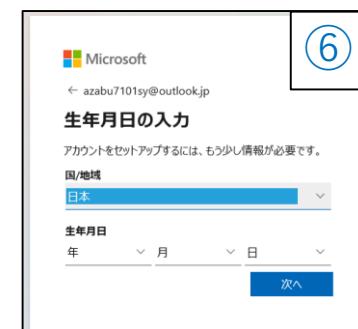 ⑥
Microsoft
← azabu7101sy@outlook.jp
生年月日の入力
アカウントをセットアップするには、もう少し情報が必要です。
国/地域
日本
生年月日
年 月 日
次へ